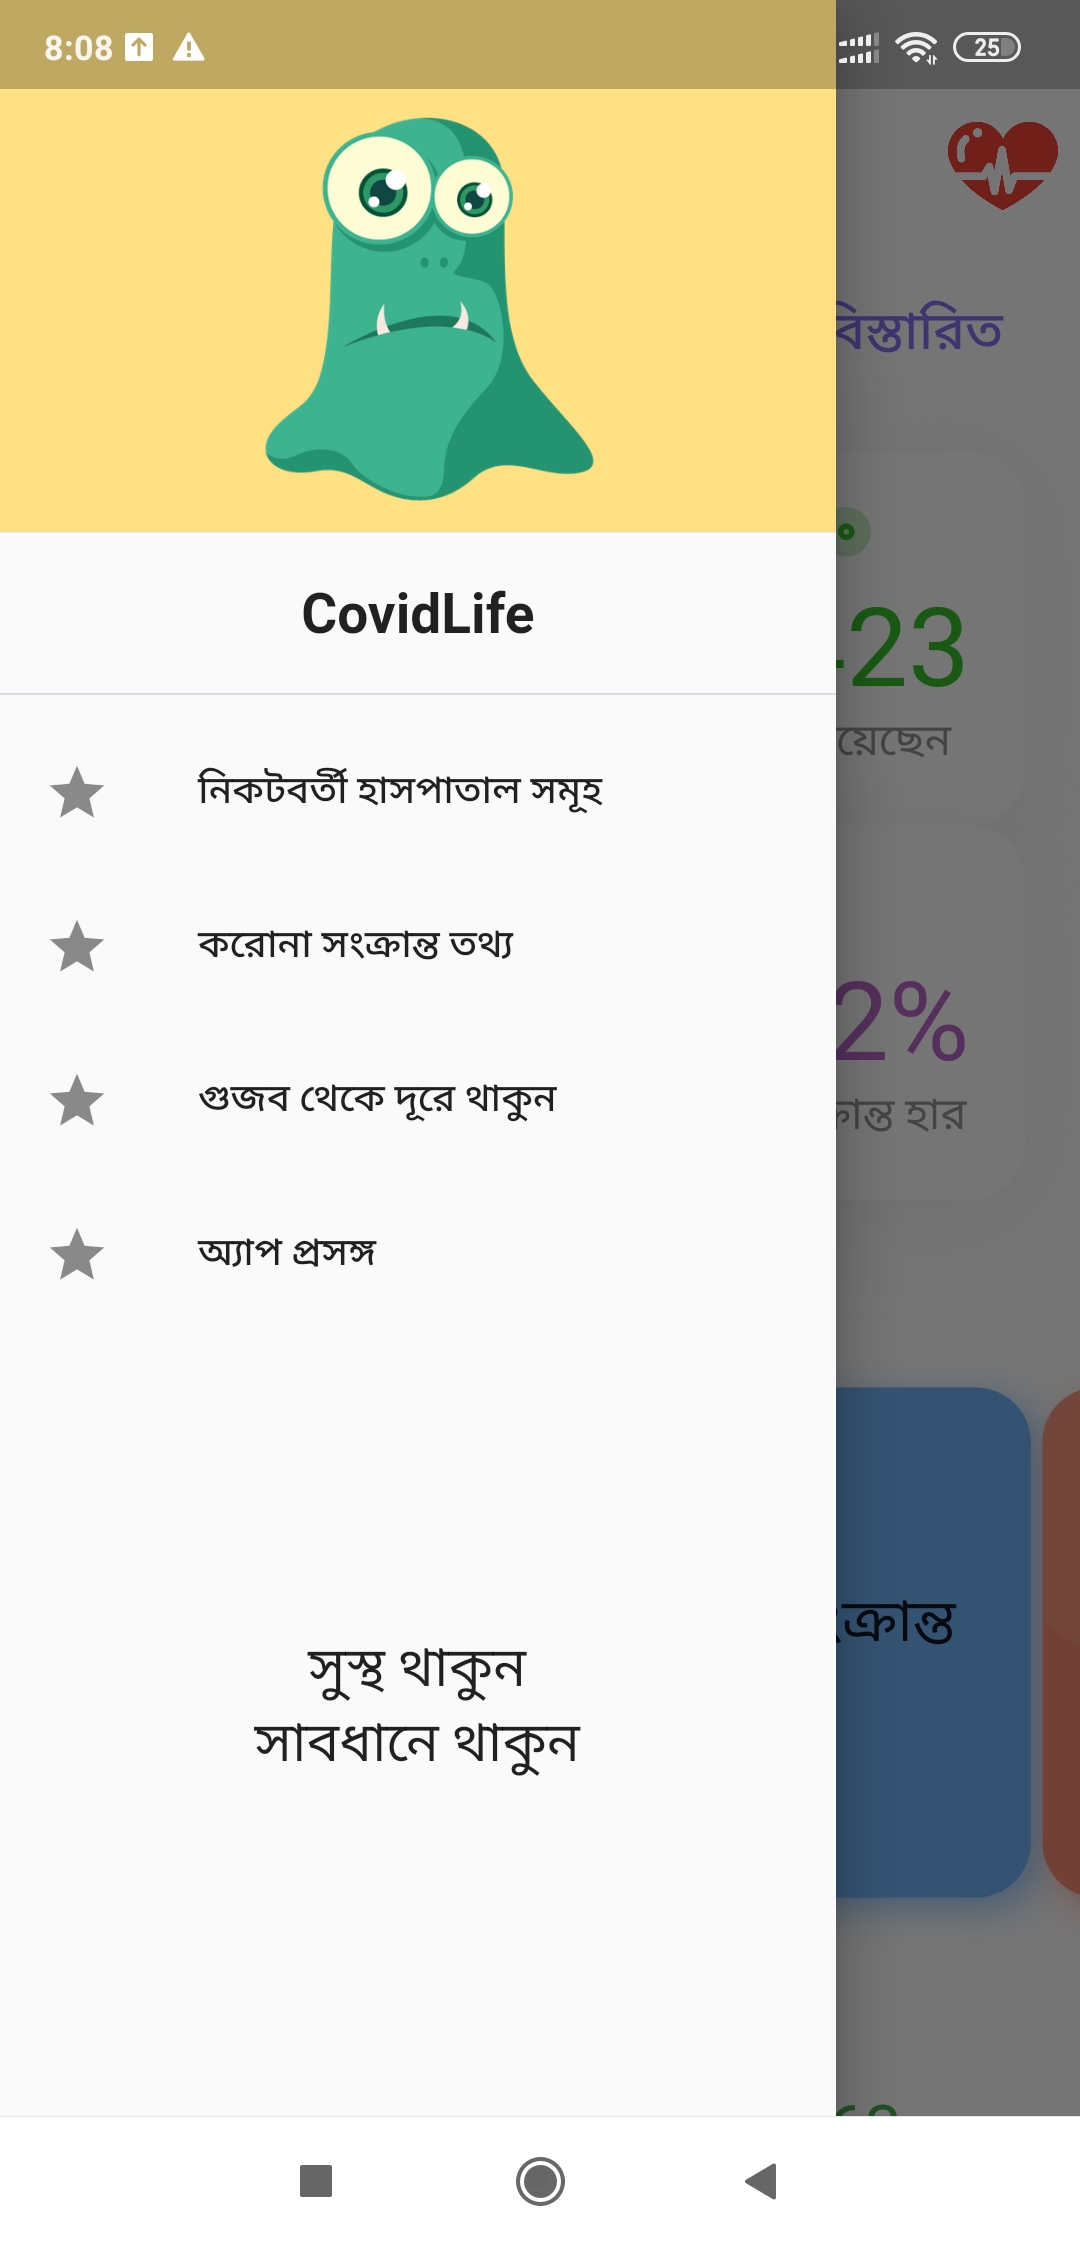 8:08
25
বিস্তারিত
CovidLife
23
য়েছেন
নিকটবর্তী হাসপাতাল সমূহ
করোনা সংক্রান্ত তথ্য
2%
হার
গুজব থেকে দূরে থাকুন
অ্যাপ প্রসঙ্গ
ক্রান্ত
সুস্থ থাকুন
সাবধানে থাকুন